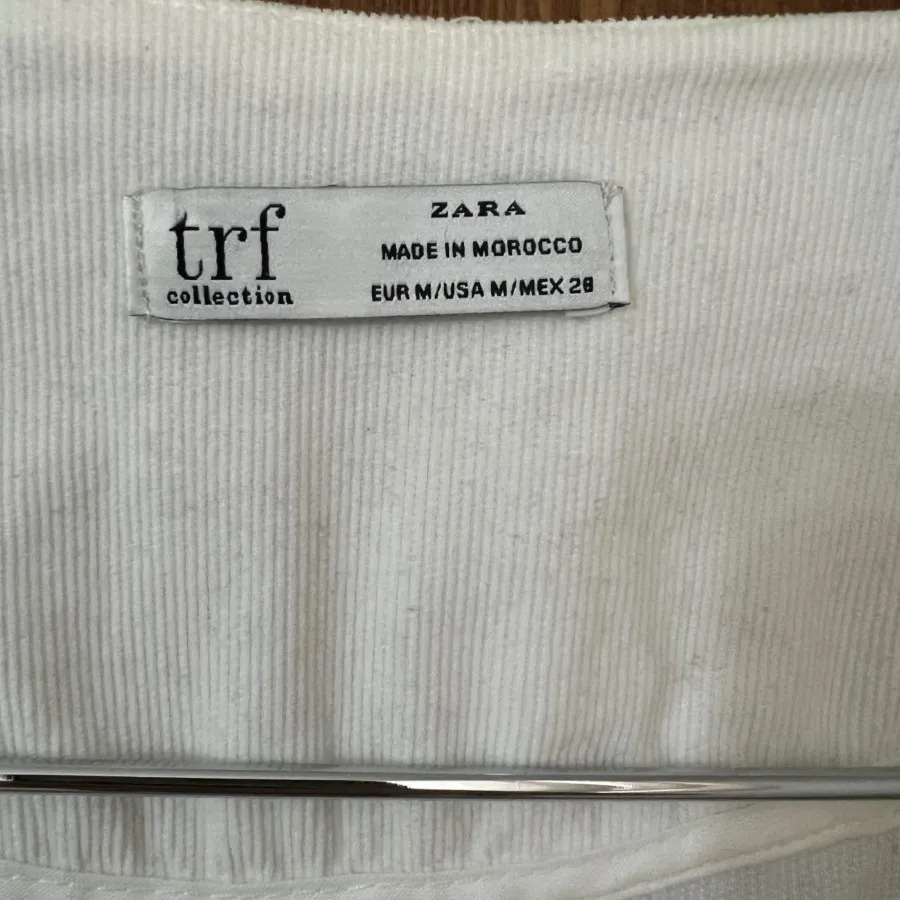 trf
collection
ZARA
MADE IN MOROCCO
EUR M/USA M/MEX 28